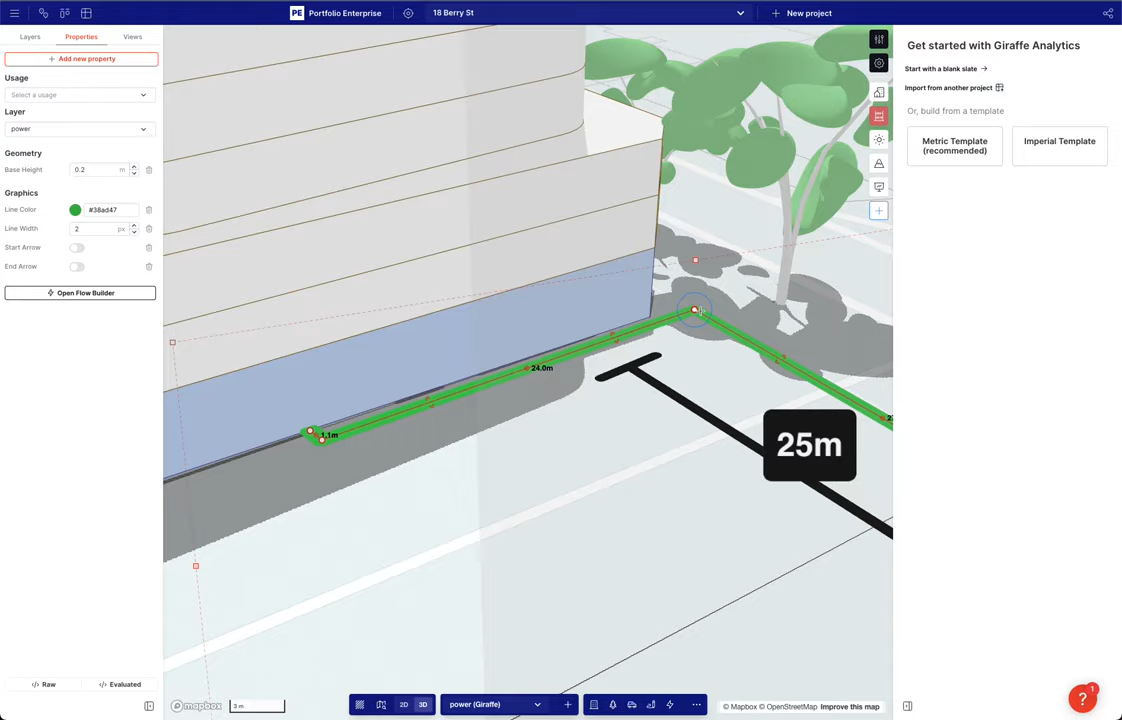 PE Portfolio Enterprise
18 Berry St
New project
Layers
Properties
Views
Add new property
Usage
Select a usage
Layer
power
Geometry
Base Height
0.2 m
Graphics
Line Color
#38ad47
Line Width
2 px
Start Arrow
End Arrow
Open Flow Builder
Raw
Evaluated
24.0m
1.1m
25m
mapbox
3 m
2D 3D
power (Giraffe)
© Mapbox © OpenStreetMap Improve this map
Get started with Giraffe Analytics
Start with a blank slate
Import from another project
Or, build from a template
Metric Template
(recommended)
Imperial Template
?
1